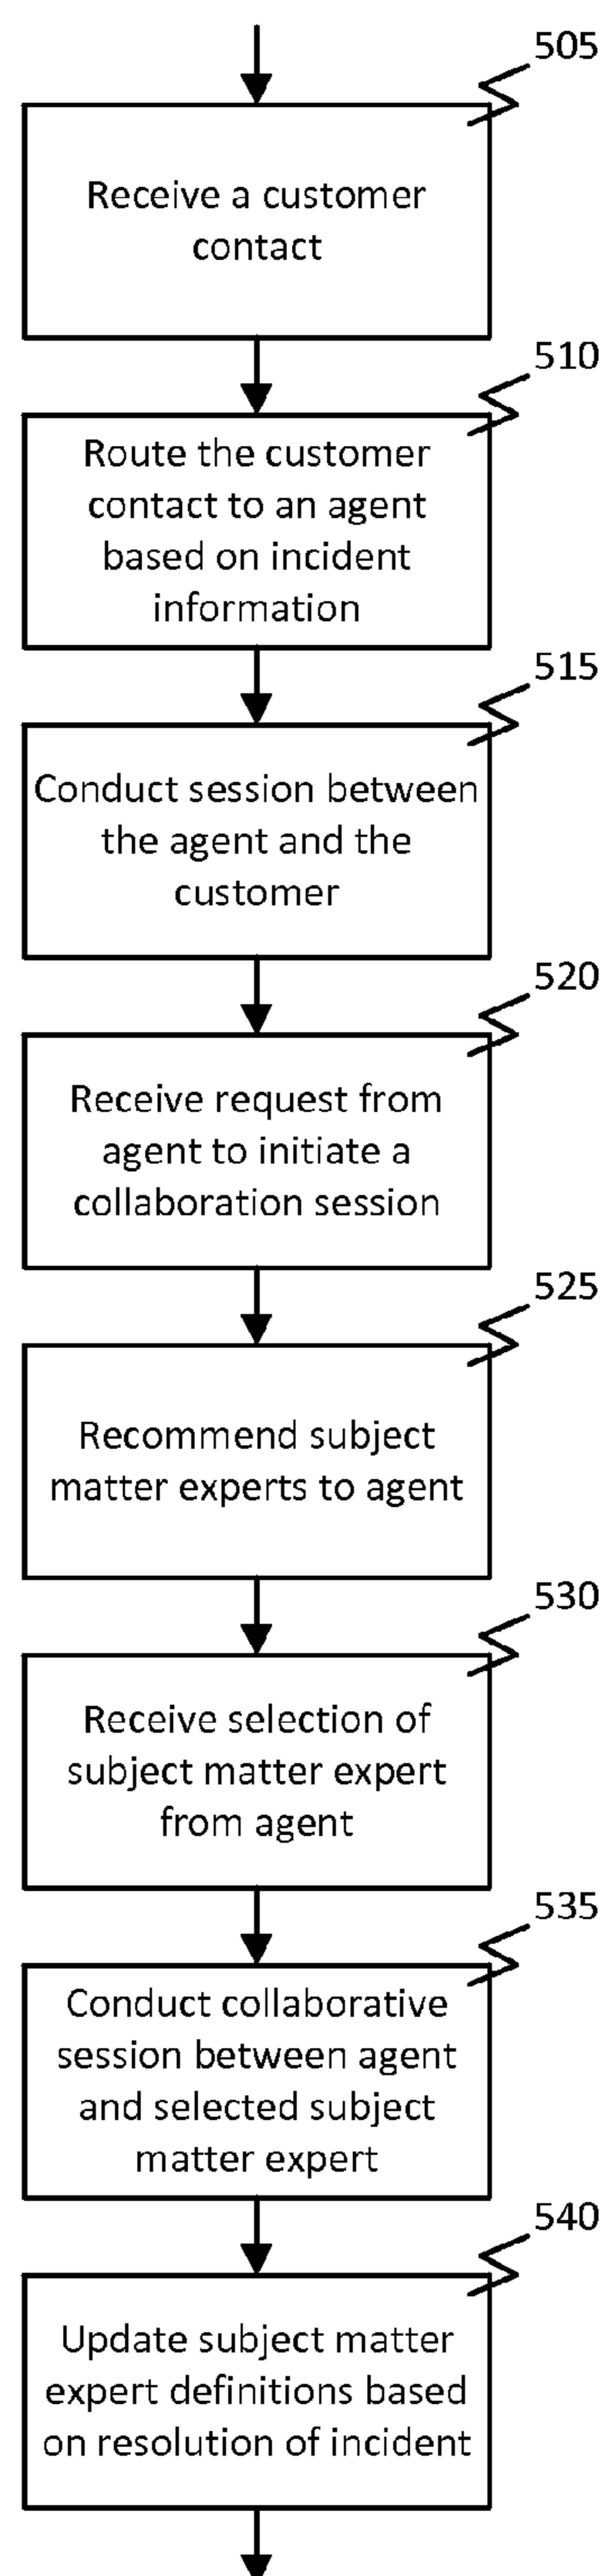 505
Receive a customer
contact
510
Route the customer
contact to an agent
based on incident
information
515
Conduct session between
the agent and the
customer
520
Receive request from
agent to initiate a
collaboration session
525
Recommend subject
matter experts to agent
530
Receive selection of
subject matter expert
from agent
535
Conduct collaborative
session between agent
and selected subject
matter expert
540
Update subject matter
expert definitions based
on resolution of incident